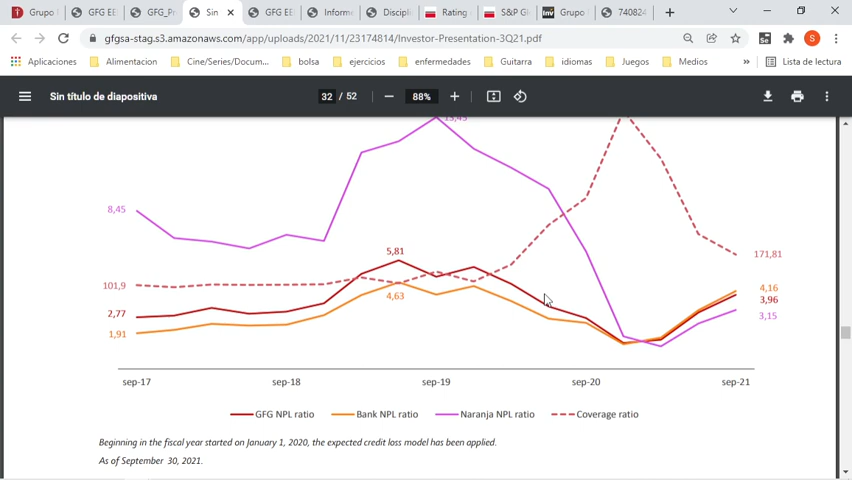 Grupo
GFG EE
GFG_Pr
Sin
GFG EE
Informe
Discipl
Rating
S&P Gl
Grupo
740824
gfgsa-stag.s3.amazonaws.com/app/uploads/2021/11/23174814/Investor-Presentation-3Q21.pdf
Se
S
Aplicaciones
Alimentacion
Cine/Series/Docum...
bolsa
ejercicios
enfermedades
Guitarra
idiomas
Juegos
Medios
»
Lista de lectura
Sin título de diapositiva
32 / 52
88%
15,45
8,45
5,81
171,81
101,9
4,63
4,16
3,96
2,77
3,15
1,91
sep-17
sep-18
sep-19
sep-20
sep-21
GFG NPL ratio
Bank NPL ratio
Naranja NPL ratio
Coverage ratio
Beginning in the fiscal year started on January 1, 2020, the expected credit loss model has been applied.
As of September 30, 2021.